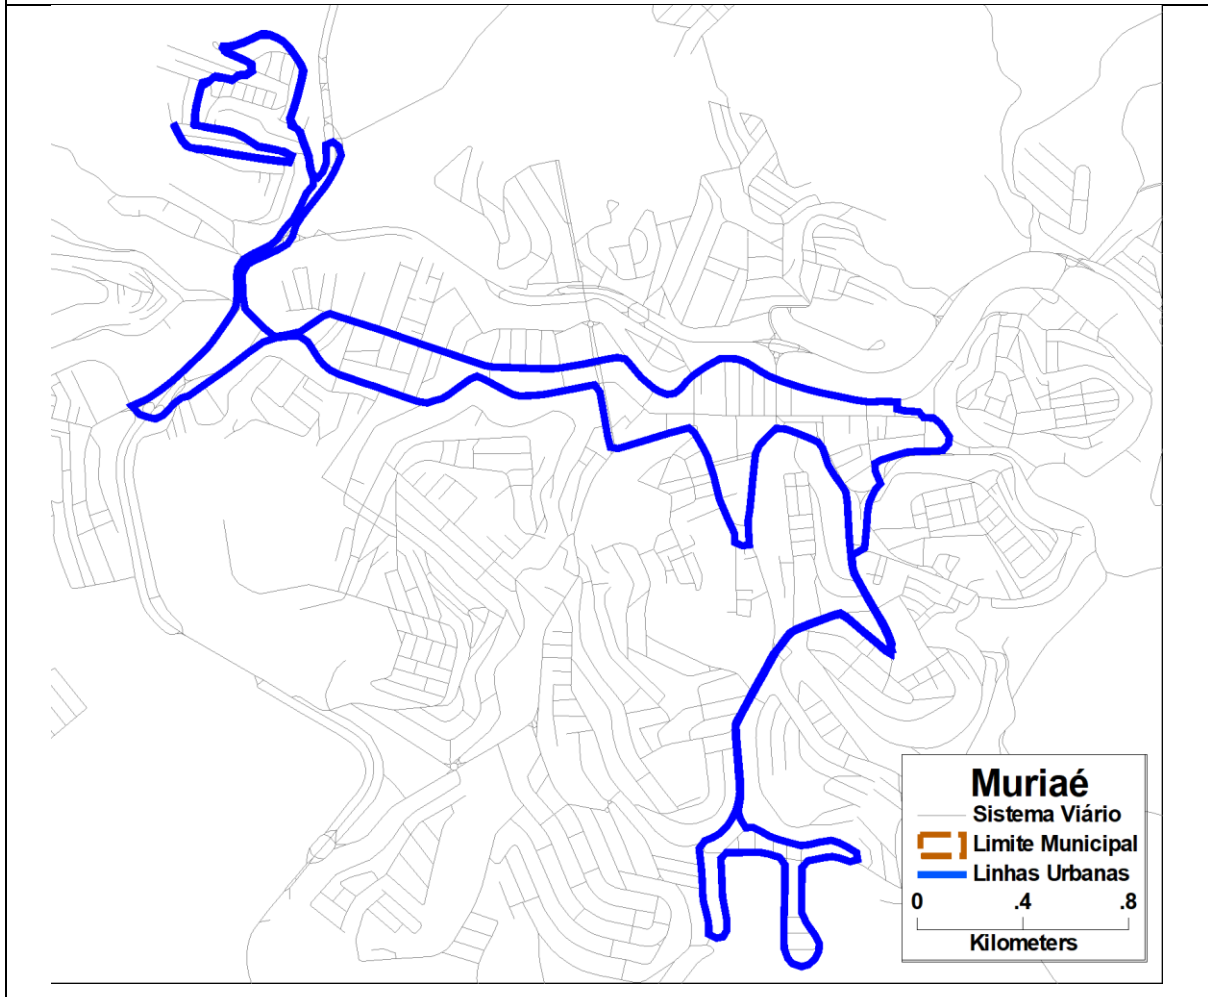 Muriaé
Sistema Viário
Limite Municipal
Linhas Urbanas
0 .4 .8
Kilometers